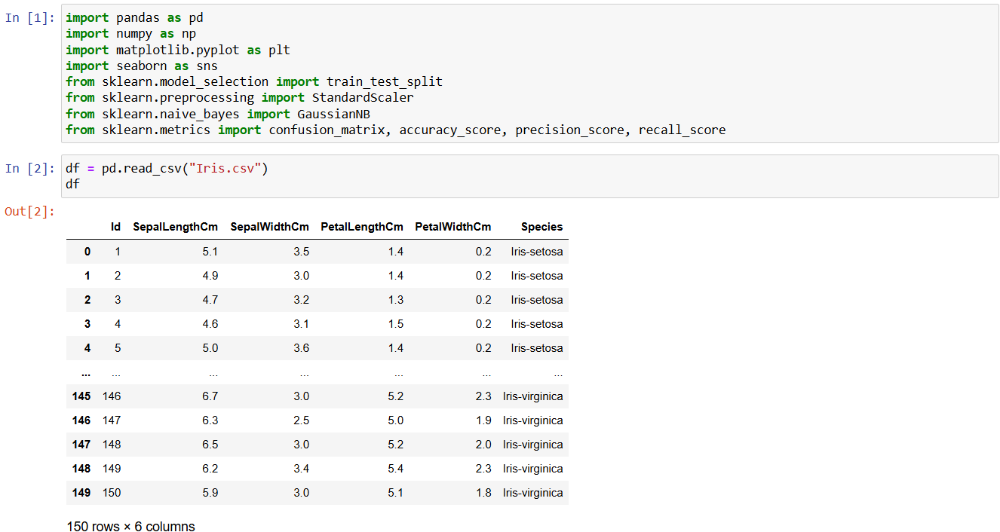 In [1]: import pandas as pd
import numpy as np
import matplotlib.pyplot as plt
import seaborn as sns
from sklearn.model_selection import train_test_split
from sklearn.preprocessing import StandardScaler
from sklearn.naive_bayes import GaussianNB
from sklearn.metrics import confusion_matrix, accuracy_score, precision_score, recall_score
In [2]: df = pd.read_csv("Iris.csv")
df
Out[2]:
Id SepalLengthCm SepalWidthCm PetalLengthCm PetalWidthCm Species
0 1 5.1 3.5 1.4 0.2 Iris-setosa
1 2 4.9 3.0 1.4 0.2 Iris-setosa
2 3 4.7 3.2 1.3 0.2 Iris-setosa
3 4 4.6 3.1 1.5 0.2 Iris-setosa
4 5 5.0 3.6 1.4 0.2 Iris-setosa
... ... ... ... ... ... ...
145 146 6.7 3.0 5.2 2.3 Iris-virginica
146 147 6.3 2.5 5.0 1.9 Iris-virginica
147 148 6.5 3.0 5.2 2.0 Iris-virginica
148 149 6.2 3.4 5.4 2.3 Iris-virginica
149 150 5.9 3.0 5.1 1.8 Iris-virginica
150 rows × 6 columns